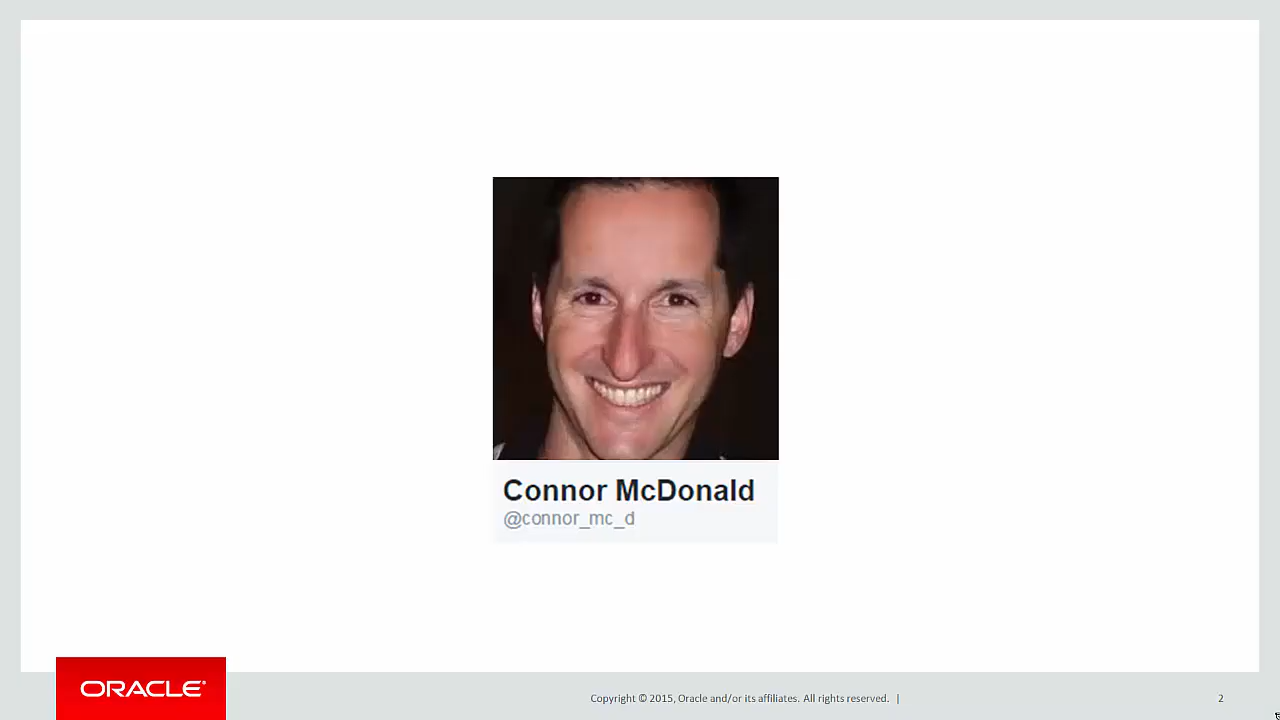 Connor McDonald
@connor_mc_d
ORACLE®
Copyright © 2015, Oracle and/or its affiliates. All rights reserved. |
2